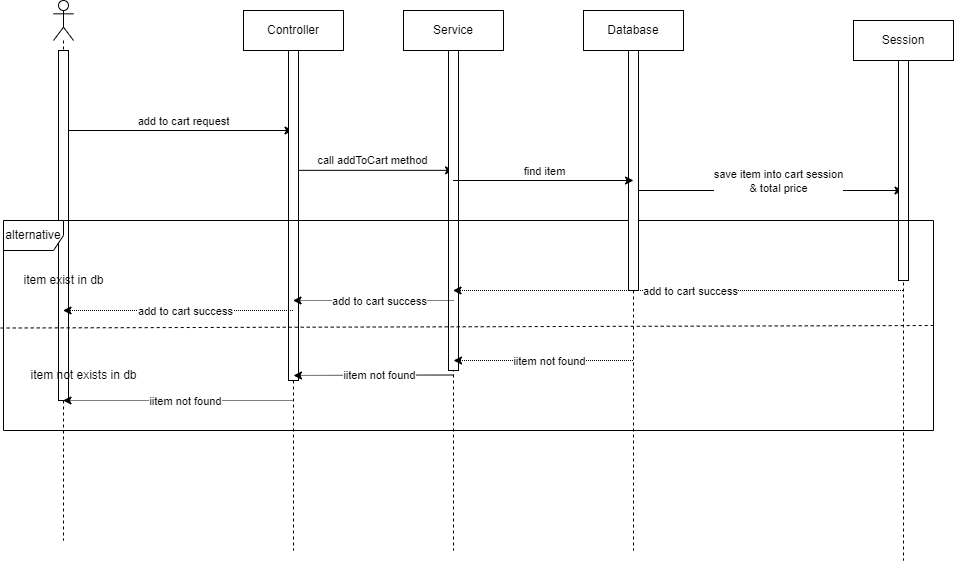 Controller
Service
Database
Session
add to cart request
call addToCart method
find item
save item into cart session
& total price
alternative
item exist in db
add to cart success
add to cart success
add to cart success
iitem not found
item not exists in db
iitem not found
iitem not found